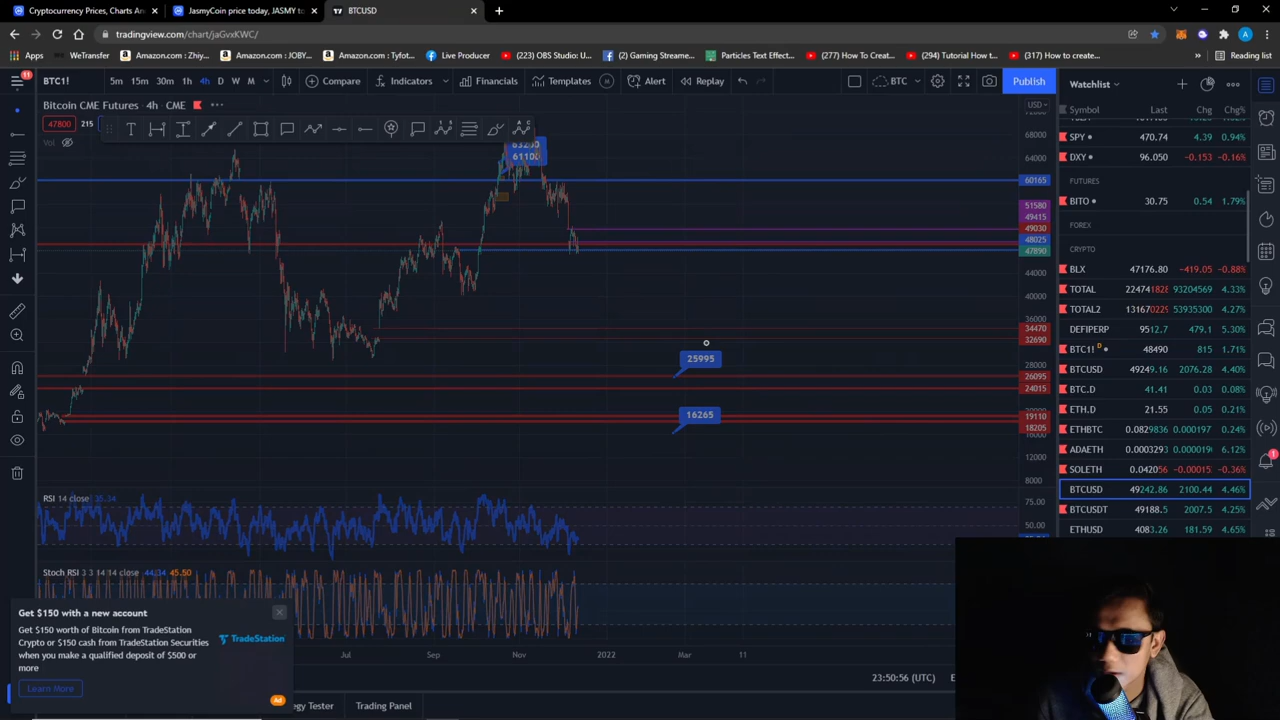 Cryptocurrency Prices, Charts An
JasmyCoin price today, JASMY to
BTCUSD
tradingview.com/chart/jaGvxKWC/
Apps
WeTransfer
Amazon.com : Zhiy...
Amazon.com : JOBY...
Amazon.com : Tyfot...
Live Producer
(223) OBS Studio: U...
(2) Gaming Streame...
Particles Text Effect...
(277) How To Creat...
(294) Tutorial How t...
(317) How to create...
Reading list
11
BTC1!
5m 15m 30m 1h 4h D W M
Compare
Indicators
Financials
Templates
Alert
Replay
BTC
Publish
Bitcoin CME Futures · 4h · CME
47800 215
Vol
USD
72000
68000
64000
60165
51580
49415
49030
48025
47890
44000
40000
36000
34470
32690
28000
26095
24015
19110
18205
16000
12000
8000
63200
61100
25995
16265
RSI 14 close
75.00
50.00
Stoch RSI 3 3 14 14 close 44.34 45.50
Jul Sep Nov 2022 Mar 11
23:50:56 (UTC)
Trading Panel
Get $150 with a new account
Get $150 worth of Bitcoin from TradeStation
Crypto or $150 cash from TradeStation Securities
when you make a qualified deposit of $500 or
more
TradeStation
Learn More
Ad
Watchlist
Symbol Last Chg Chg%
SPY 470.74 4.39 0.94%
DXY 96.050 -0.153 -0.16%
FUTURES
BITO 30.75 0.54 1.79%
FOREX
CRYPTO
BLX 47176.80 -419.05 -0.88%
TOTAL 224741828 93204569 4.33%
TOTAL2 13167022 53935300 4.27%
DEFIPERP 9512.7 479.1 5.30%
BTC1! D 48490 815 1.71%
BTCUSD 49249.16 2076.28 4.40%
BTC.D 41.41 0.03 0.08%
ETH.D 21.55 0.05 0.21%
ETHBTC 0.0829836 0.000197 0.24%
ADAETH 0.0003293 0.000019 6.12%
SOLETH 0.042056 -0.00015 -0.36%
BTCUSD 49242.86 2100.44 4.46%
BTCUSDT 49188.5 2007.5 4.25%
ETHUSD 4083.26 181.59 4.65%